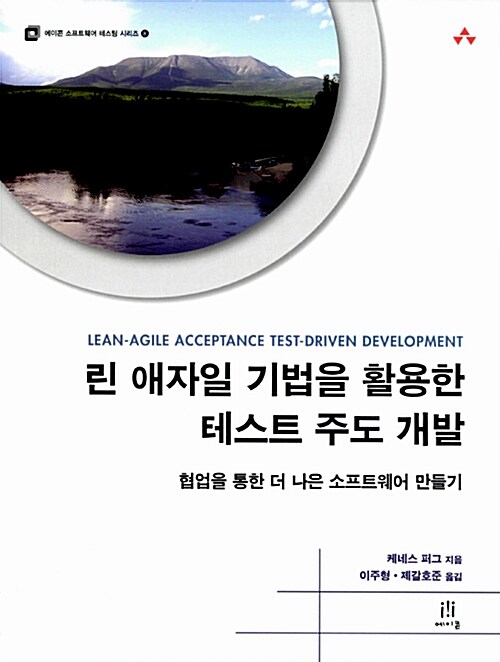 에이콘 소프트웨어 테스팅 시리즈
LEAN-AGILE ACCEPTANCE TEST-DRIVEN DEVELOPMENT
린 애자일 기법을 활용한
테스트 주도 개발
협업을 통한 더 나은 소프트웨어 만들기
케네스 퍼그 지음
이주형 · 제갈호준 옮김
에이콘